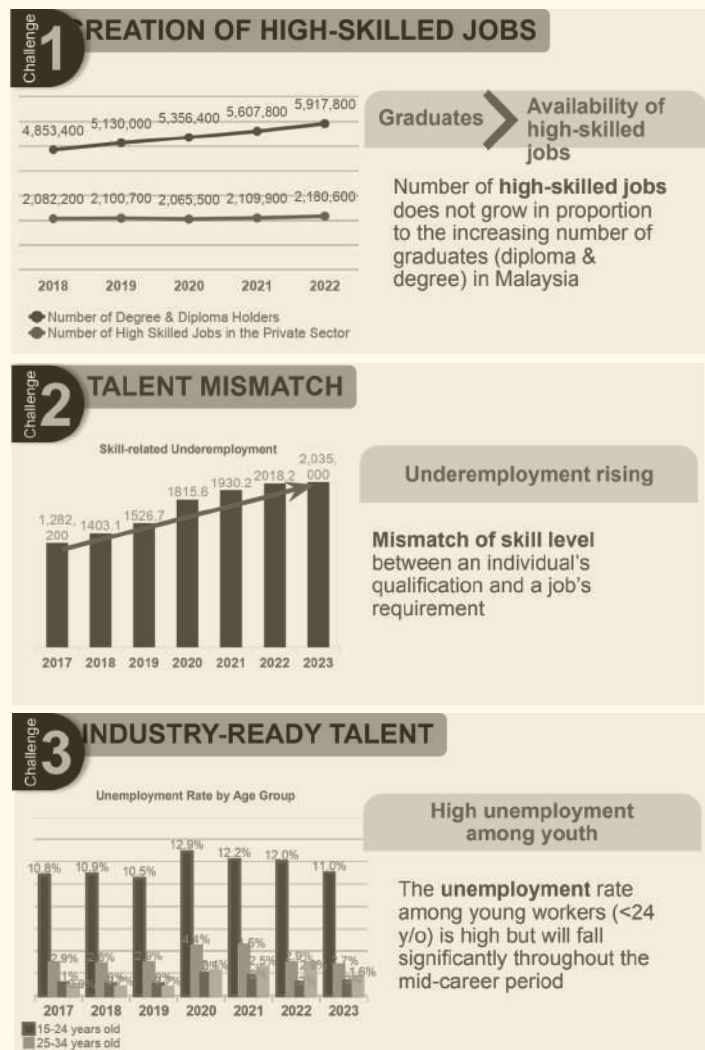 Challenge
1
CREATION OF HIGH-SKILLED JOBS
4,853,400 5,130,000 5,356,400 5,607,800 5,917,800
2,082,200 2,100,700 2,065,500 2,109,900 2,180,600
2018 2019 2020 2021 2022
Number of Degree & Diploma Holders
Number of High Skilled Jobs in the Private Sector
Graduates
Availability of
high-skilled
jobs
Number of high-skilled jobs
does not grow in proportion
to the increasing number of
graduates (diploma &
degree) in Malaysia
Challenge
2
TALENT MISMATCH
Skill-related Underemployment
1,282,
200
1403.1
1526.7
1815.6
1930.2
2018.2
2,035,
000
2017 2018 2019 2020 2021 2022 2023
Underemployment rising
Mismatch of skill level
between an individual's
qualification and a job's
requirement
Challenge
3
INDUSTRY-READY TALENT
Unemployment Rate by Age Group
10.8% 10.9% 10.5% 12.9% 12.2% 12.0% 11.0%
2.9%
2.5%
1.6%
2017 2018 2019 2020 2021 2022 2023
15-24 years old
25-34 years old
High unemployment
among youth
The unemployment rate
among young workers (<24
y/o) is high but will fall
significantly throughout the
mid-career period